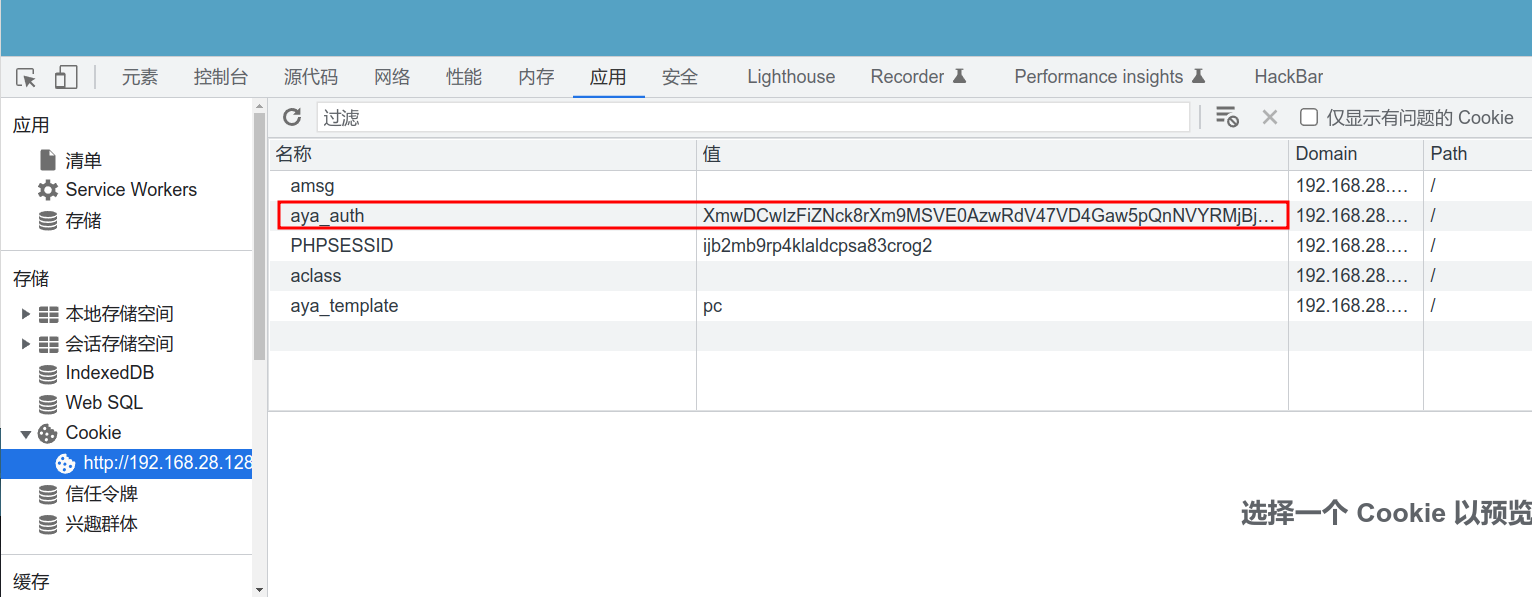 元素 控制台 源代码 网络 性能 内存 应用 安全 Lighthouse Recorder Performance insights HackBar
应用
清单
Service Workers
存储
存储
本地存储空间
会话存储空间
IndexedDB
Web SQL
Cookie
http://192.168.28.128
信任令牌
兴趣群体
缓存
过滤 仅显示有问题的 Cookie
名称 值 Domain Path
amsg 192.168.28.… /
aya_auth XmwDCwIzFiZNck8rXm9MSVE0AzwRdV47VD4Gaw5pQnNVYRMjBj… 192.168.28.… /
PHPSESSID ijb2mb9rp4klaldcpsa83crog2 192.168.28.… /
aclass 192.168.28.… /
aya_template pc 192.168.28.… /
选择一个 Cookie 以预览